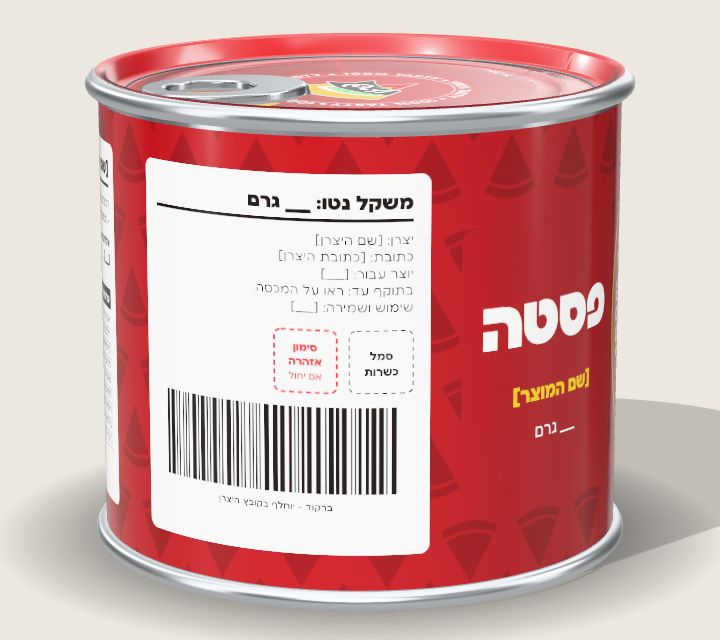 משקל נטו: __ גרם
יצרן: [שם היצרן]
כתובת: [כתובת היצרן]
יוצר עבור: [__]
בתוקף עד: ראו על המכסה.
שימוש ושמירה: [__]
סמל
כשרות
סימון
אזהרה
אם יחול
ברקוד - יוחלף בקובץ היצרן
פסטה
[שם המוצר]
__ גרם